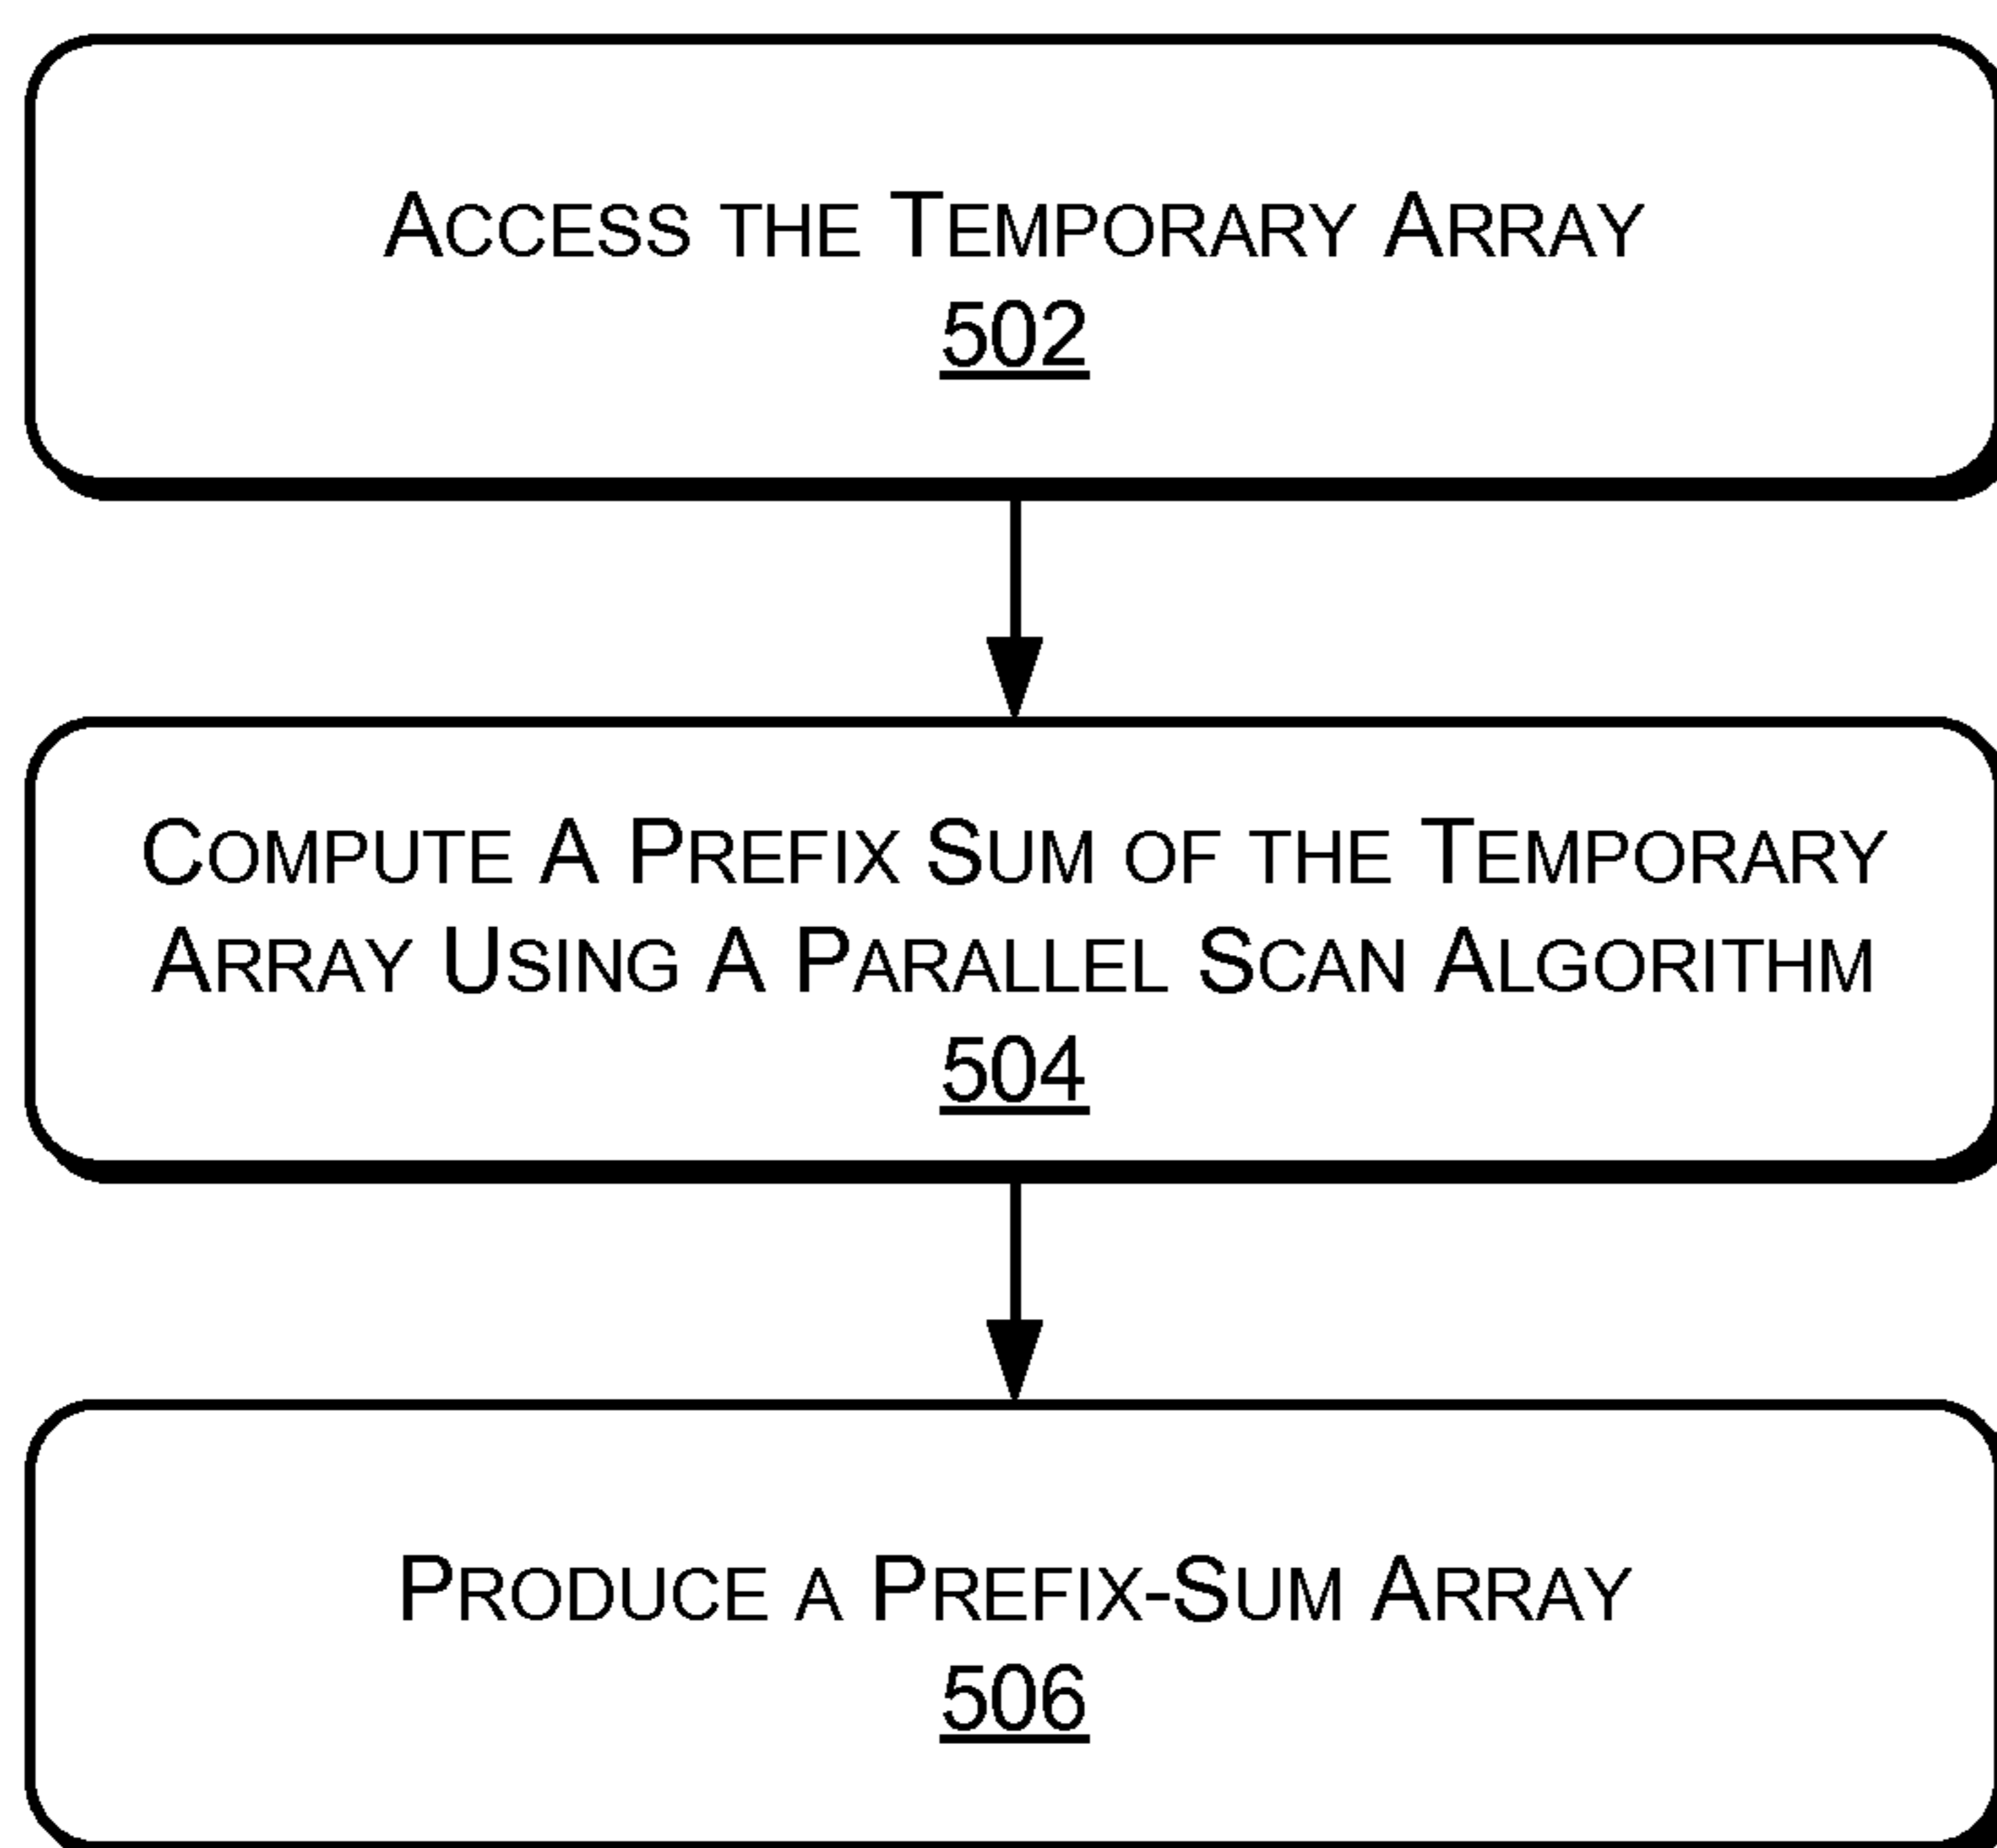 ACCESS THE TEMPORARY ARRAY
502
COMPUTE A PREFIX SUM OF THE TEMPORARY
ARRAY USING A PARALLEL SCAN ALGORITHM
504
PRODUCE A PREFIX-SUM ARRAY
506